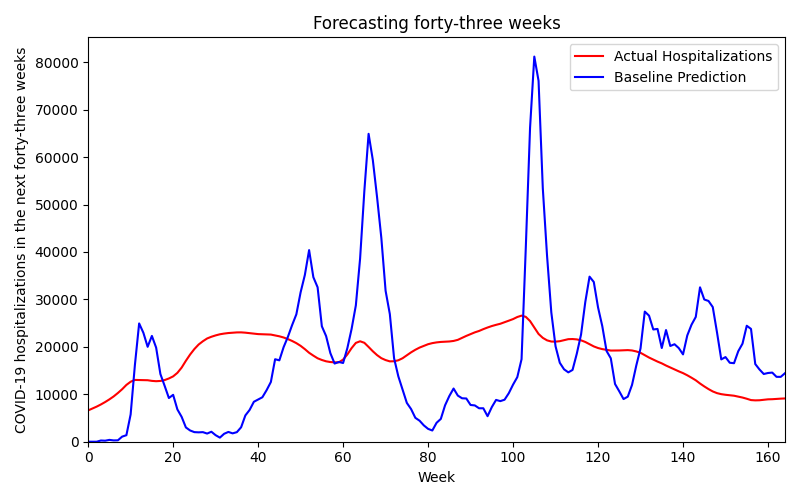 Forecasting forty-three weeks
COVID-19 hospitalizations in the next forty-three weeks
80000
70000
60000
50000
40000
30000
20000
10000
0
Actual Hospitalizations
Baseline Prediction
0 20 40 60 80 100 120 140 160
Week